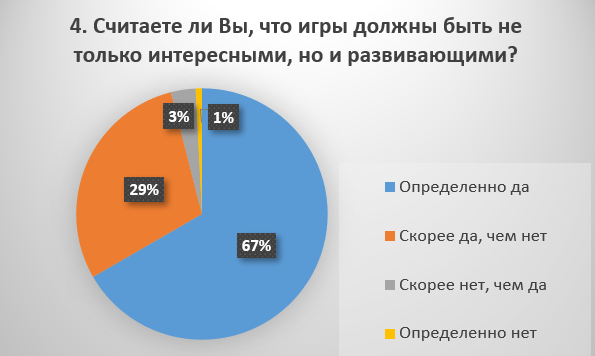 4. Считаете ли Вы, что игры должны быть не
только интересными, но и развивающими?
3%
1%
29%
67%
Определенно да
Скорее да, чем нет
Скорее нет, чем да
Определенно нет